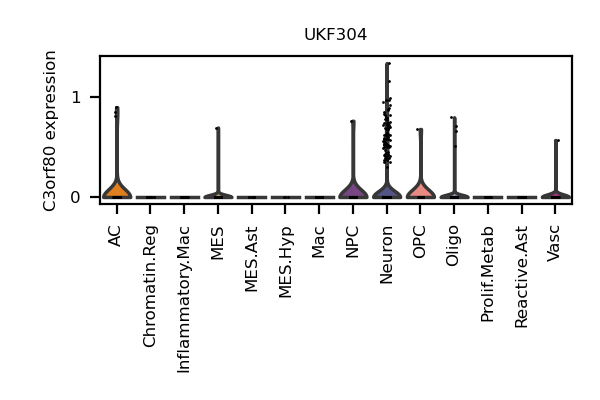 UKF304
C3orf80 expression
1
0
AC
Chromatin.Reg
Inflammatory.Mac
MES
MES.Ast
MES.Hyp
Mac
NPC
Neuron
OPC
Oligo
Prolif.Metab
Reactive.Ast
Vasc